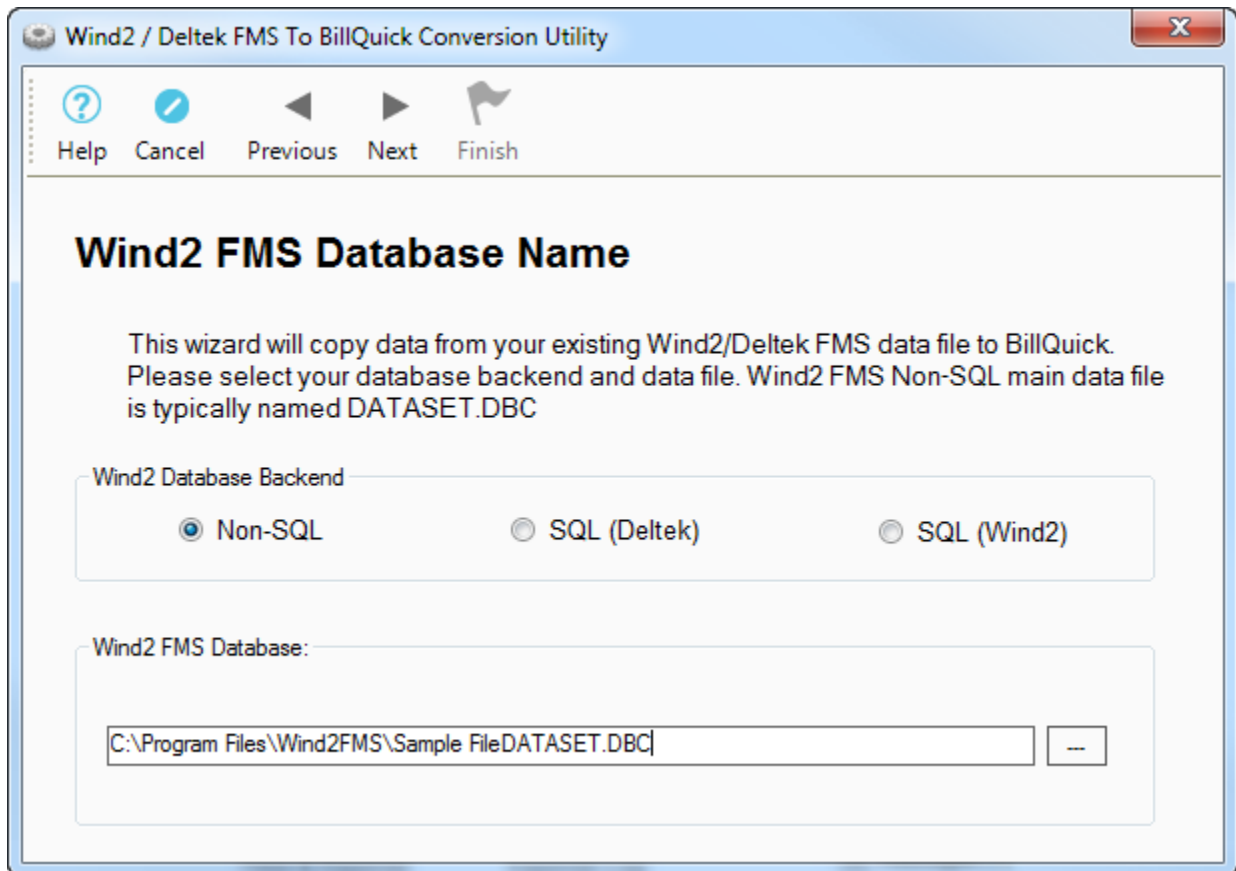 Wind2 / Deltek FMS To BillQuick Conversion Utility
Help Cancel Previous Next Finish
Wind2 FMS Database Name
This wizard will copy data from your existing Wind2/Deltek FMS data file to BillQuick.
Please select your database backend and data file. Wind2 FMS Non-SQL main data file
is typically named DATASET.DBC
Wind2 Database Backend
Non-SQL SQL (Deltek) SQL (Wind2)
Wind2 FMS Database:
C:\Program Files\Wind2FMS\Sample FileDATASET.DBC ---